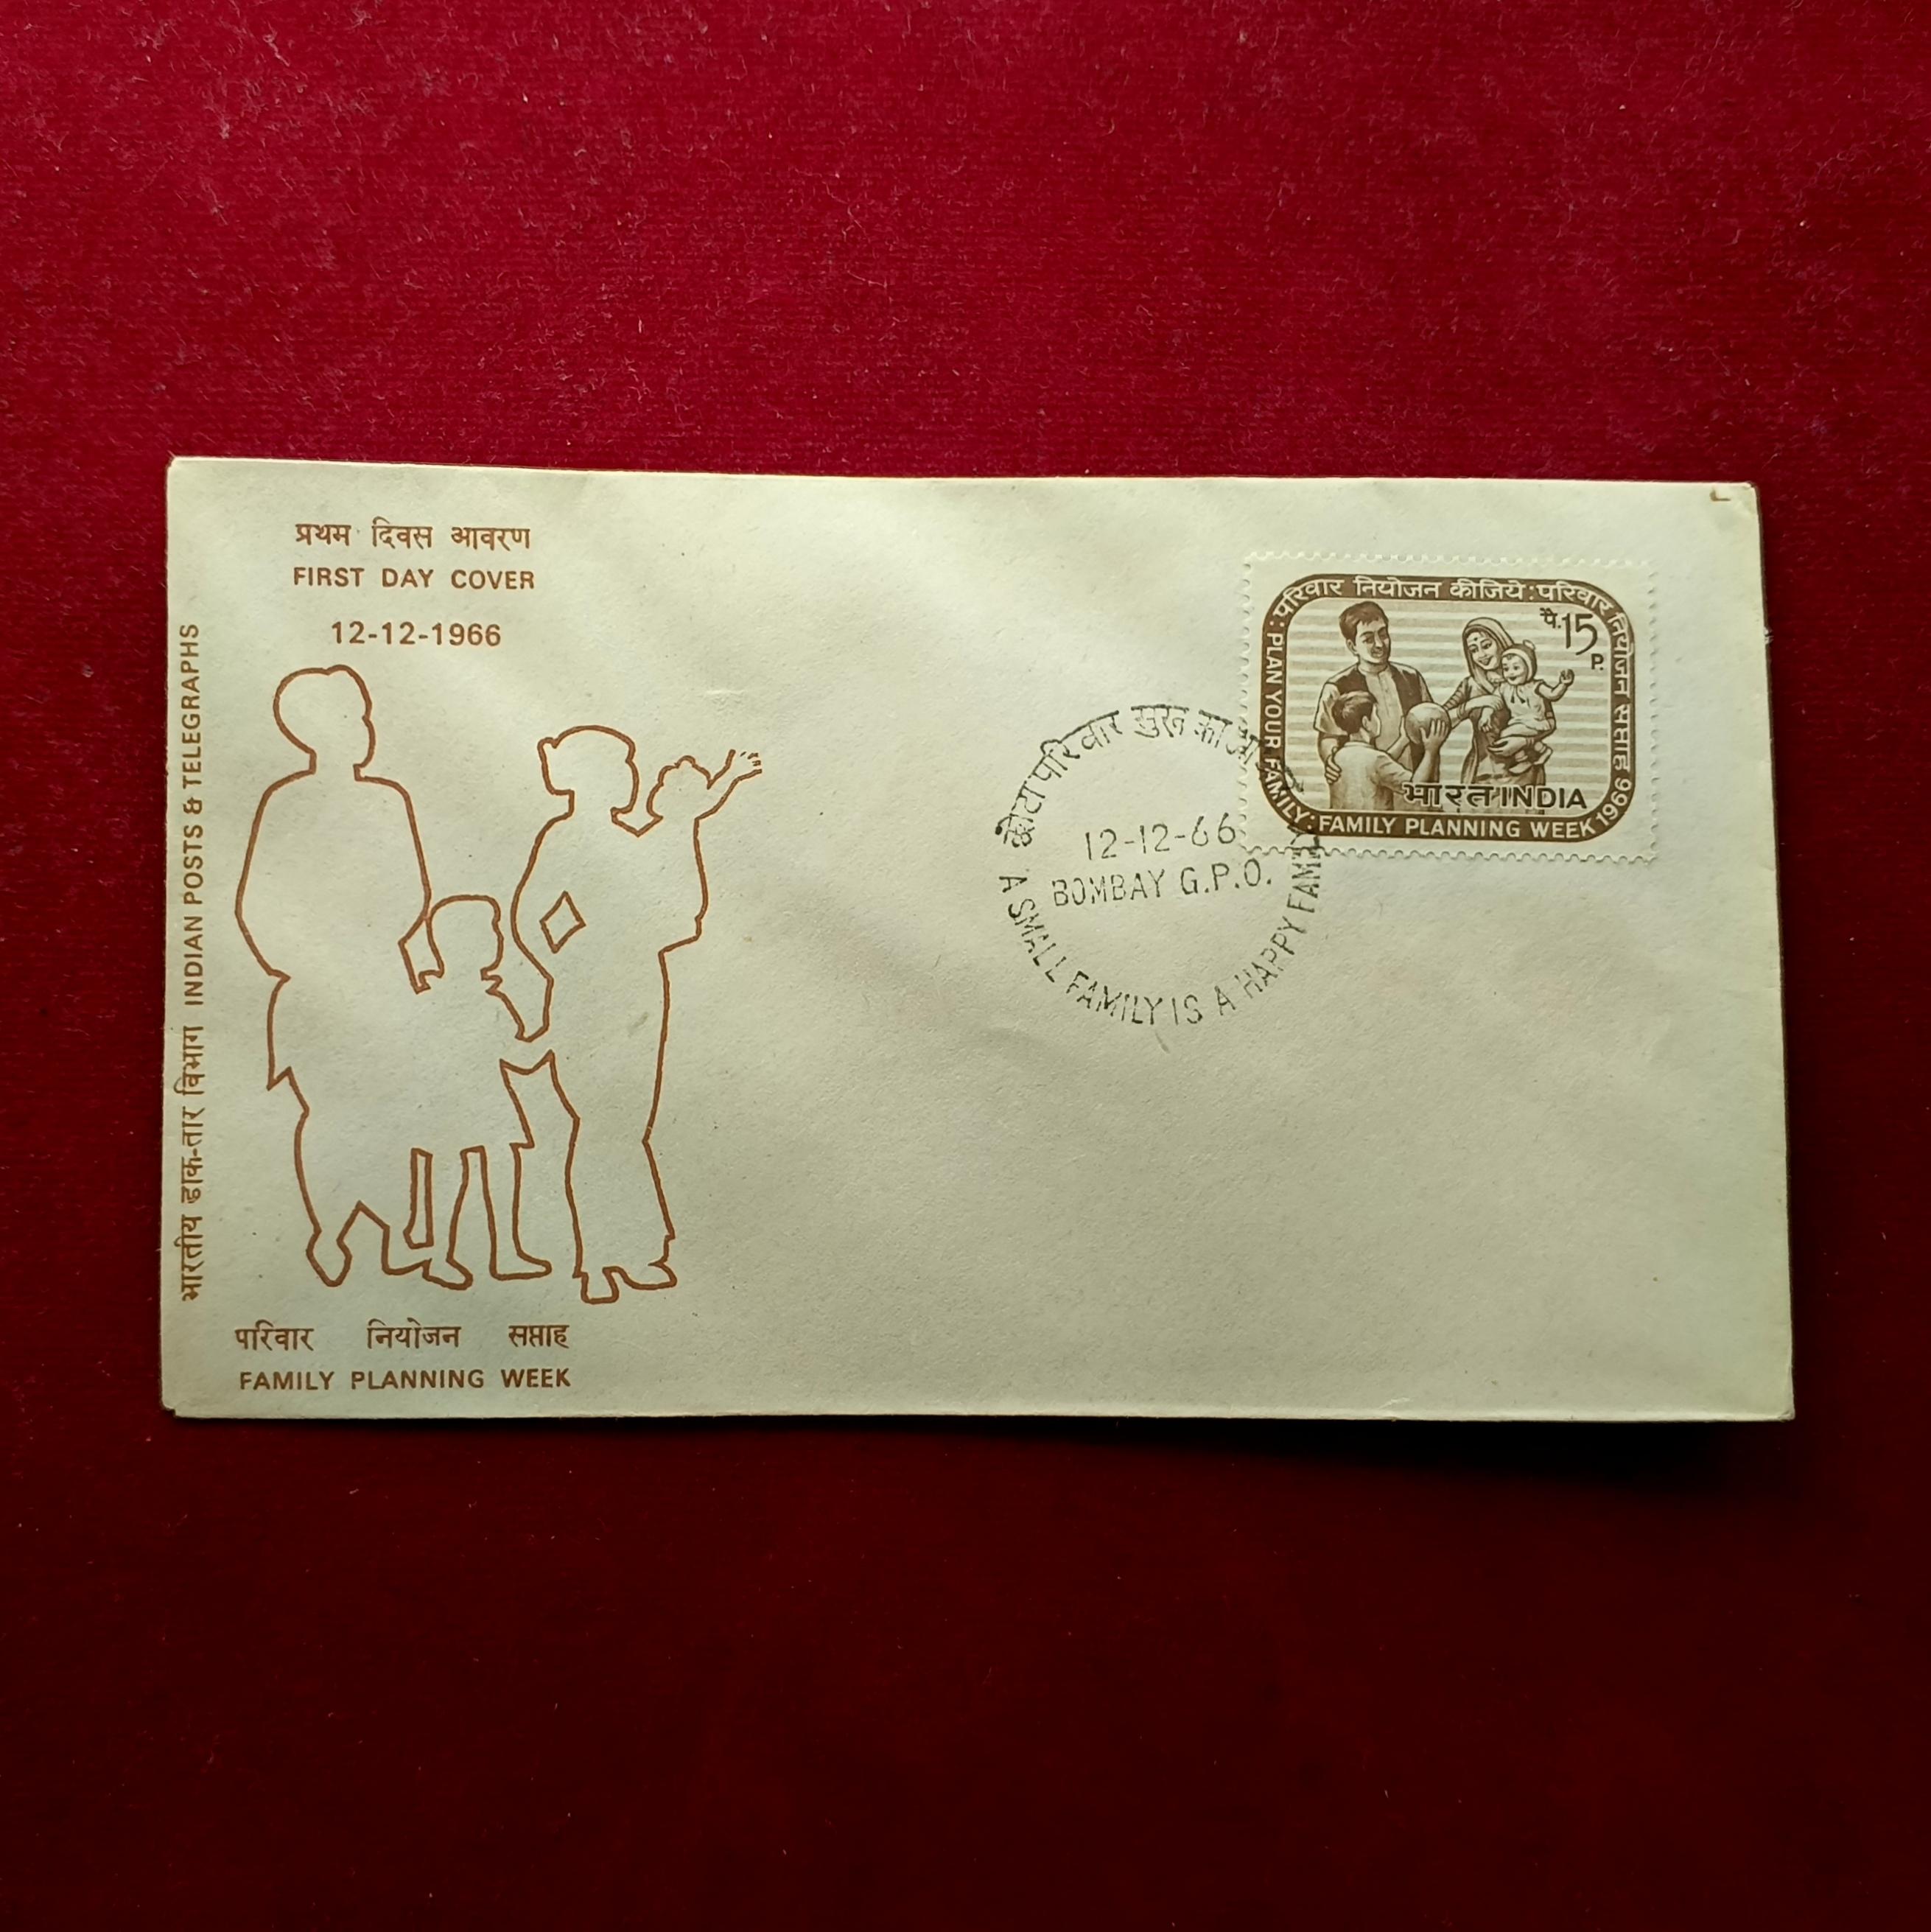 प्रथम दिवस आवरण
FIRST DAY COVER
12-12-1966
भारतीय डाक-तार विभाग INDIAN POSTS & TELEGRAPHS
परिवार नियोजन सप्ताह
FAMILY PLANNING WEEK
छोटा परिवार सुख का
12-12-66
BOMBAY G.P.O.
A SMALL FAMILY IS A HAPPY FAMILY
: परिवार नियोजन कीजिये : परिवार नियोजन सप्ताह 1966
पै. 15 P.
भारत INDIA
PLAN YOUR FAMILY : FAMILY PLANNING WEEK